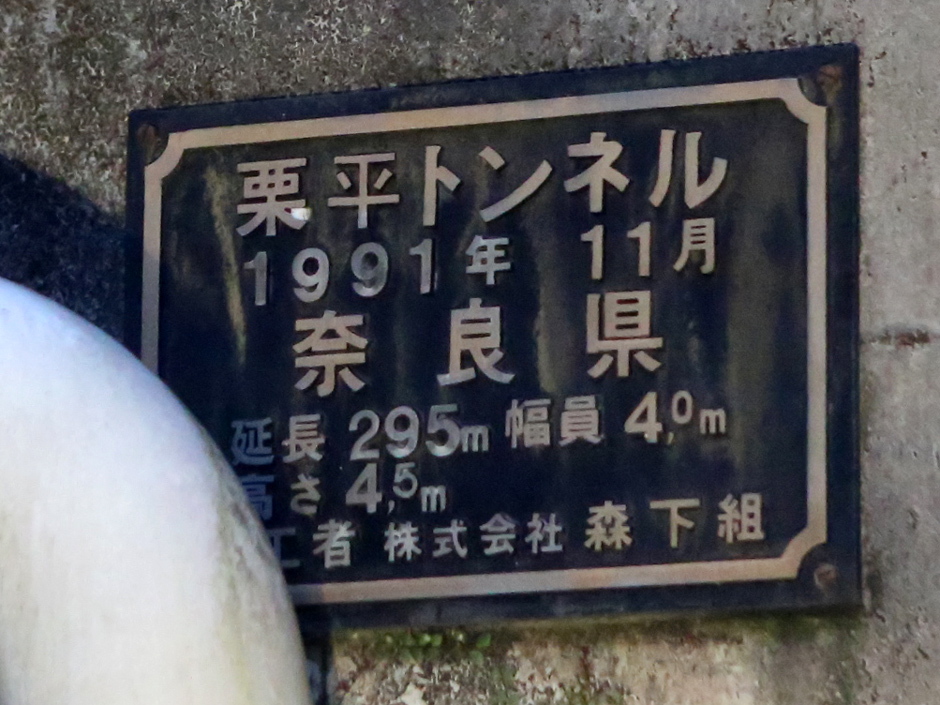 栗平トンネル
1991年 11月
奈良県
延長 295m 幅員 4.0m
高さ 4.5m
工者 株式会社 森下組